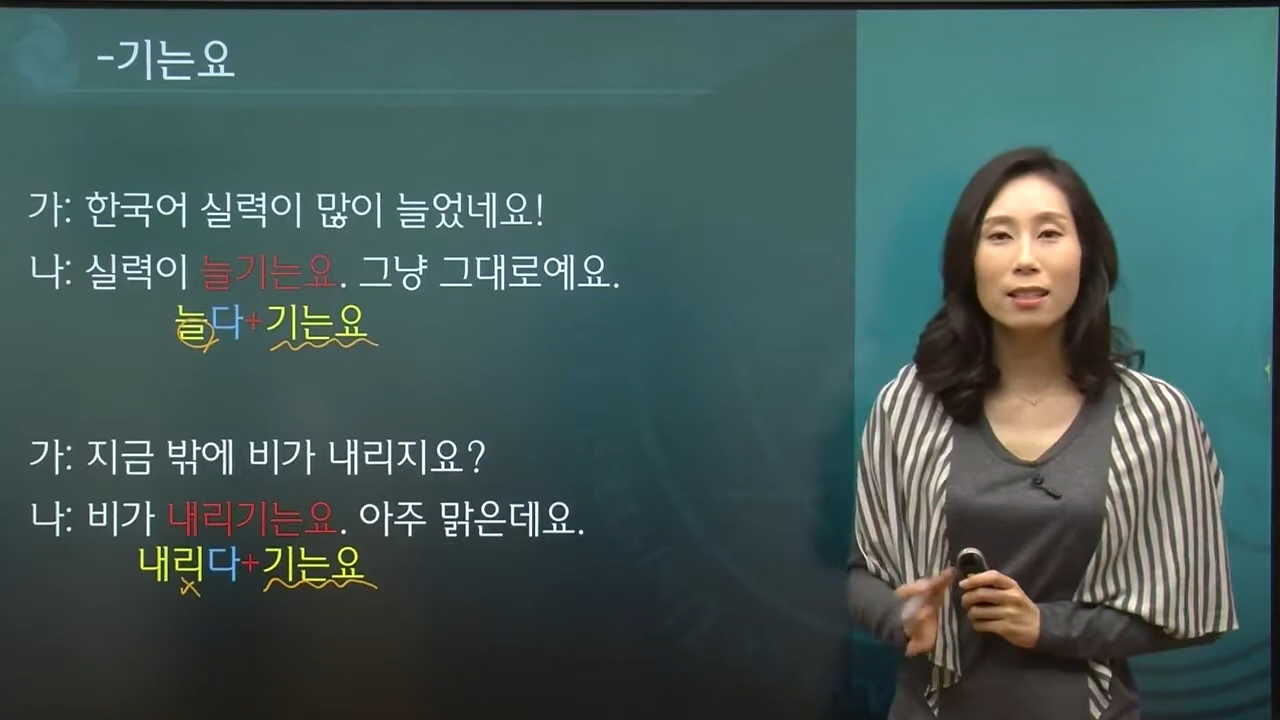 -기는요
가: 한국어 실력이 많이 늘었네요!
나: 실력이 늘기는요. 그냥 그대로예요.
늘다+기는요
가: 지금 밖에 비가 내리지요?
나: 비가 내리기는요. 아주 맑은데요.
내리다+기는요